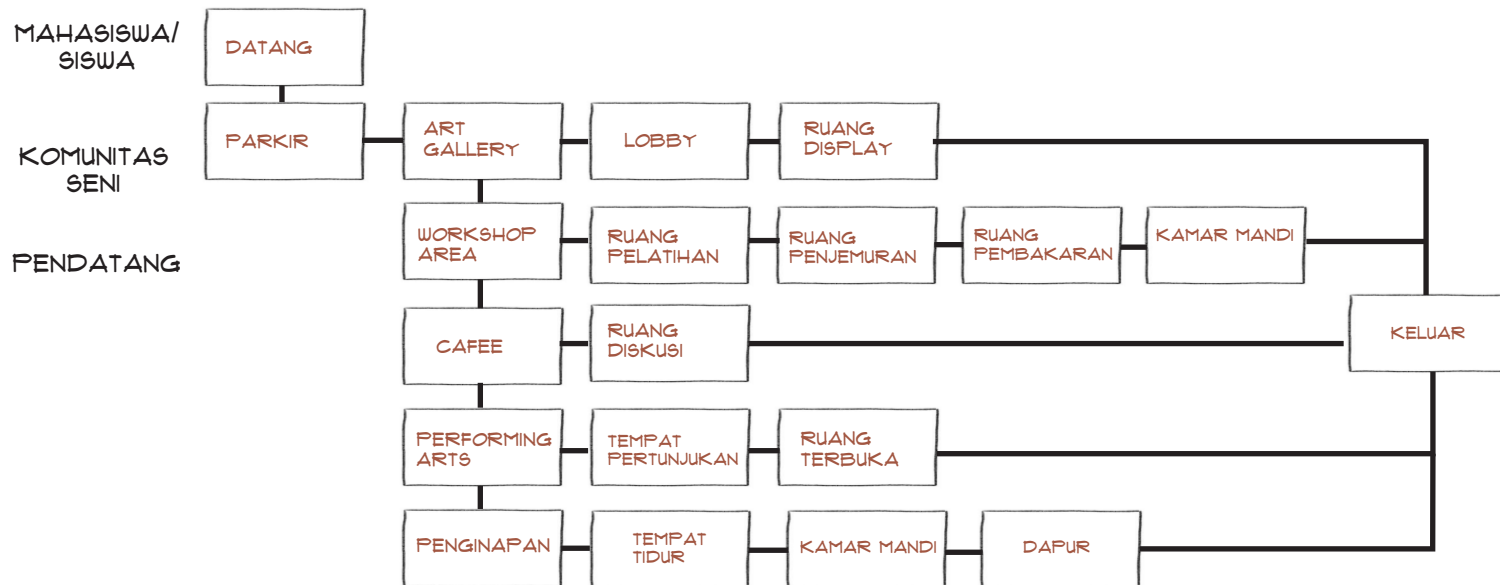 MAHASISWA/
SISWA
KOMUNITAS
SENI
PENDATANG
DATANG
PARKIR
ART
GALLERY
LOBBY
RUANG
DISPLAY
WORKSHOP
AREA
RUANG
PELATIHAN
RUANG
PENJEMURAN
RUANG
PEMBAKARAN
KAMAR MANDI
CAFEE
RUANG
DISKUSI
KELUAR
PERFORMING
ARTS
TEMPAT
PERTUNJUKAN
RUANG
TERBUKA
PENGINAPAN
TEMPAT
TIDUR
KAMAR MANDI
DAPUR